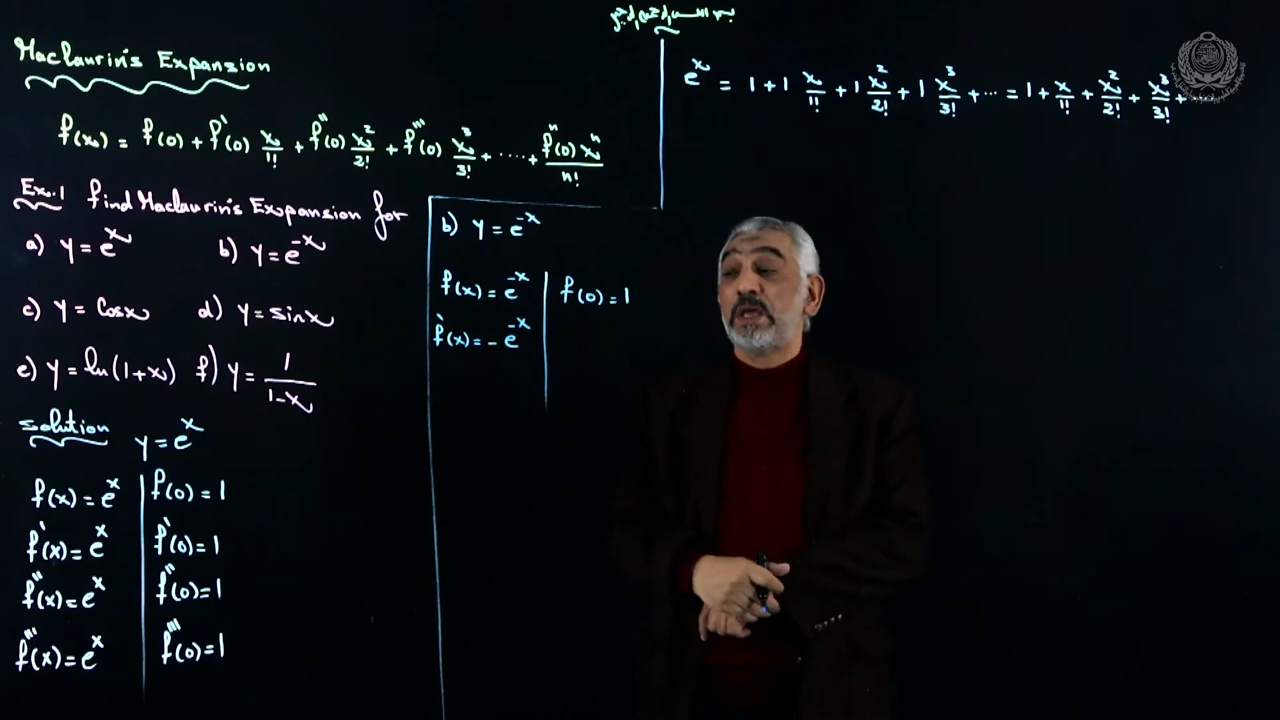 Maclaurin's Expansion
f(x) = f(0) + f'(0) x/1! + f''(0) x²/2! + f'''(0) x³/3! + ..... + fⁿ(0) xⁿ/n!
Ex.1 find Maclaurin's Expansion for
a) y = eˣ b) y = e⁻ˣ
c) y = Cosx d) y = sinx
e) y = ln(1+x) f) y = 1/1-x
solution y = eˣ
f(x) = eˣ f(0) = 1
f'(x) = eˣ f'(0) = 1
f''(x) = eˣ f''(0) = 1
f'''(x) = eˣ f'''(0) = 1
b) y = e⁻ˣ
f(x) = e⁻ˣ f(0) = 1
f'(x) = - e⁻ˣ
eˣ = 1 + 1 x/1! + 1 x²/2! + 1 x³/3! + ... = 1 + x/1! + x²/2! + x³/3! +